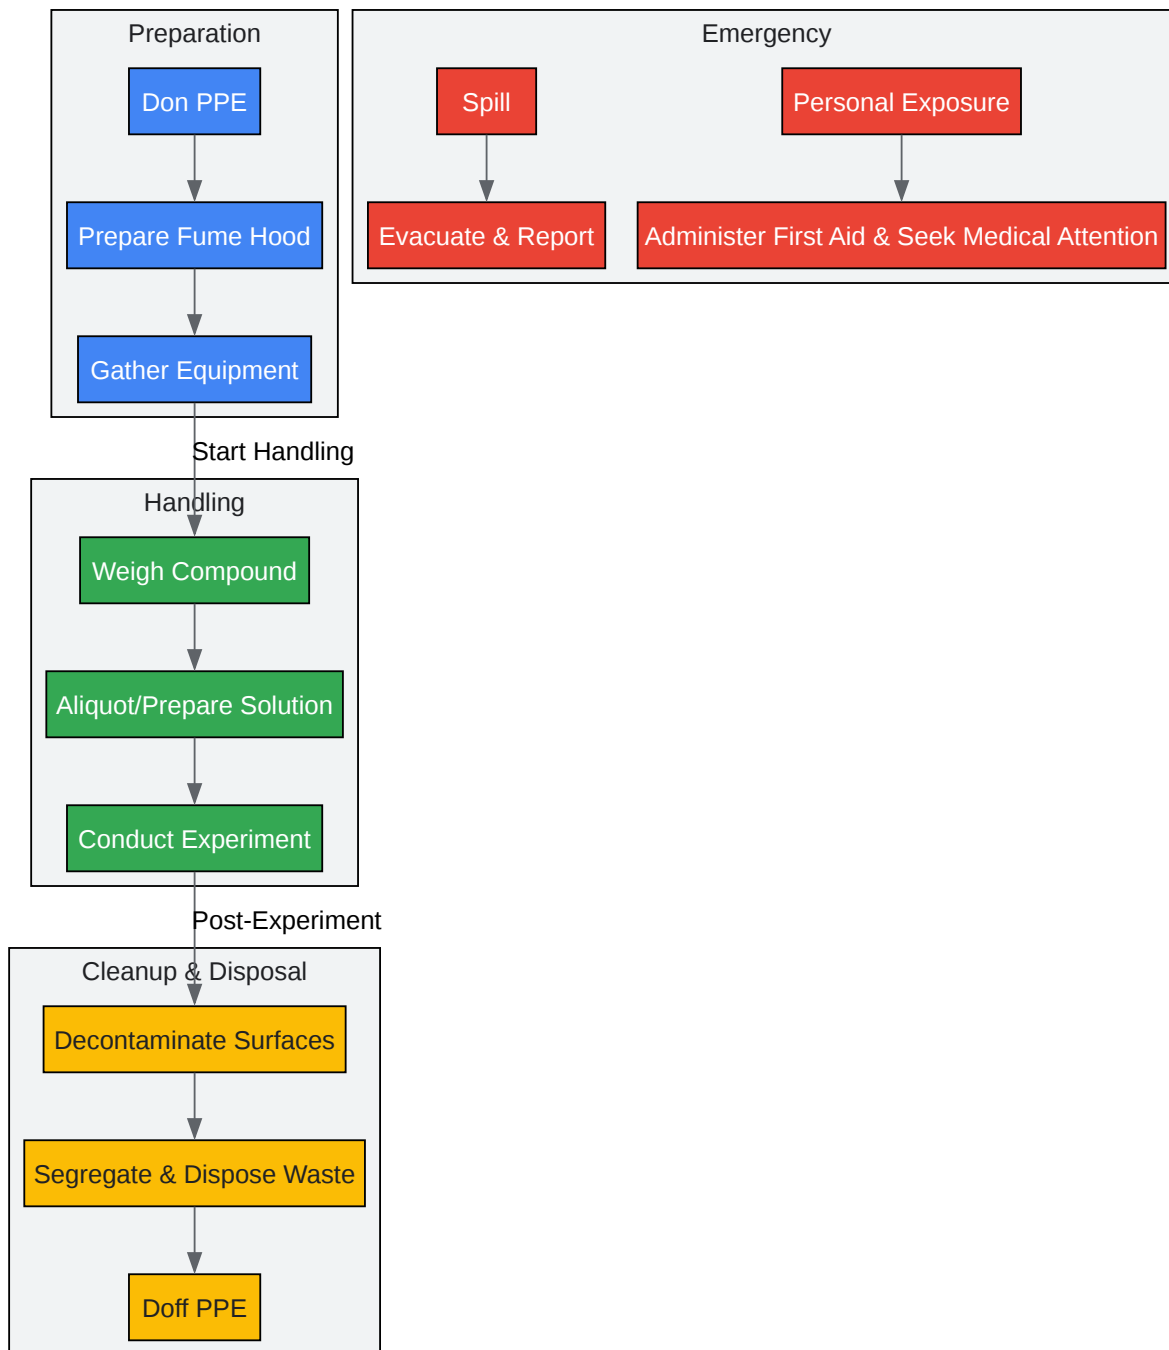 Preparation
Don PPE
Prepare Fume Hood
Gather Equipment
Start Handling
Handling
Weigh Compound
Aliquot/Prepare Solution
Conduct Experiment
Post-Experiment
Cleanup & Disposal
Decontaminate Surfaces
Segregate & Dispose Waste
Doff PPE
Emergency
Spill
Evacuate & Report
Personal Exposure
Administer First Aid & Seek Medical Attention